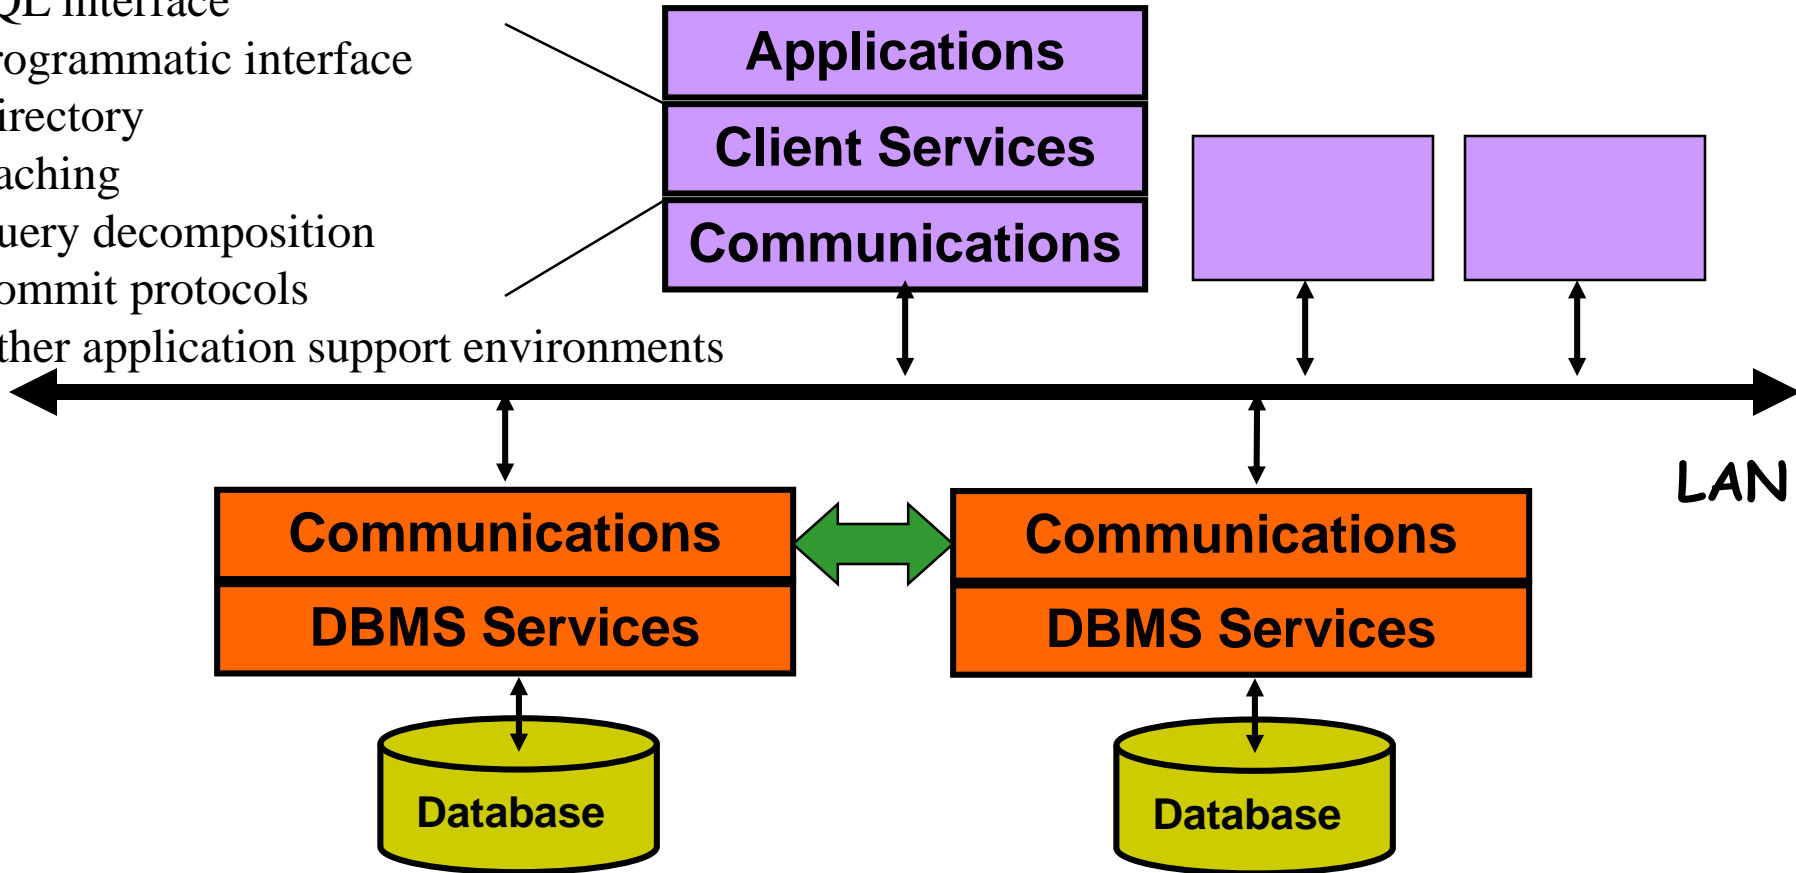 QL interface
rogrammatic interface
irectory
aching
uery decomposition
ommit protocols
ther application support environments
Applications
Client Services
Communications
LAN
Communications
DBMS Services
Database
Communications
DBMS Services
Database